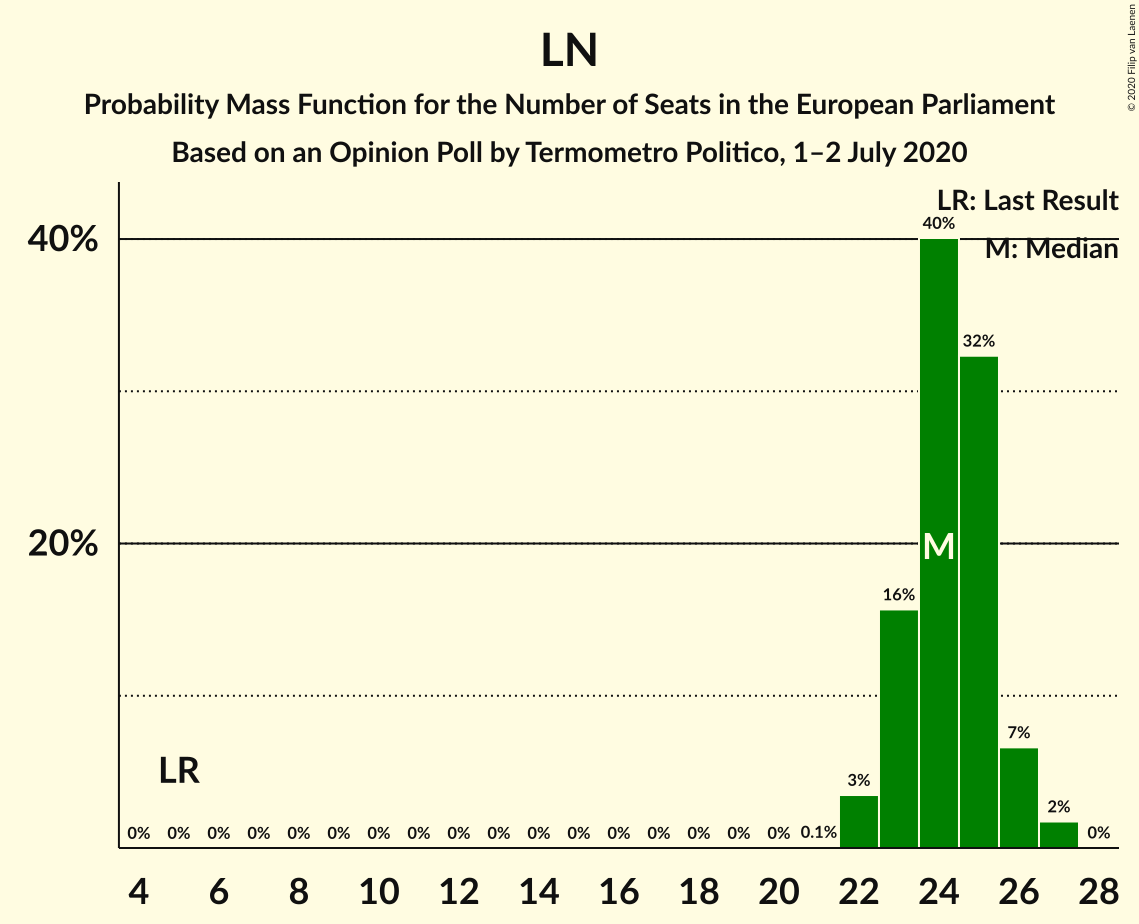 LN
Probability Mass Function for the Number of Seats in the European Parliament
Based on an Opinion Poll by Termometro Politico, 1–2 July 2020
© 2020 Filip van Laenen
LR: Last Result
M: Median
40%
20%
40%
32%
M
16%
7%
LR
3%
2%
0% 0% 0% 0% 0% 0% 0% 0% 0% 0% 0% 0% 0% 0% 0% 0% 0% 0.1% 0%
4 6 8 10 12 14 16 18 20 22 24 26 28